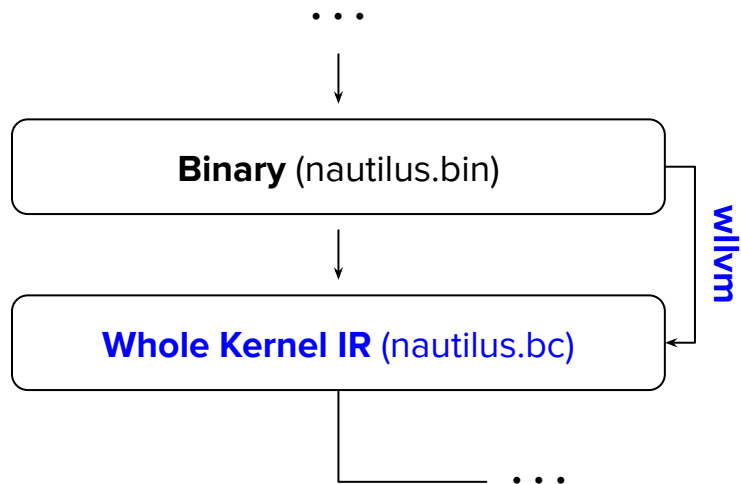 ...
Binary (nautilus.bin)
wllvm
Whole Kernel IR (nautilus.bc)
...